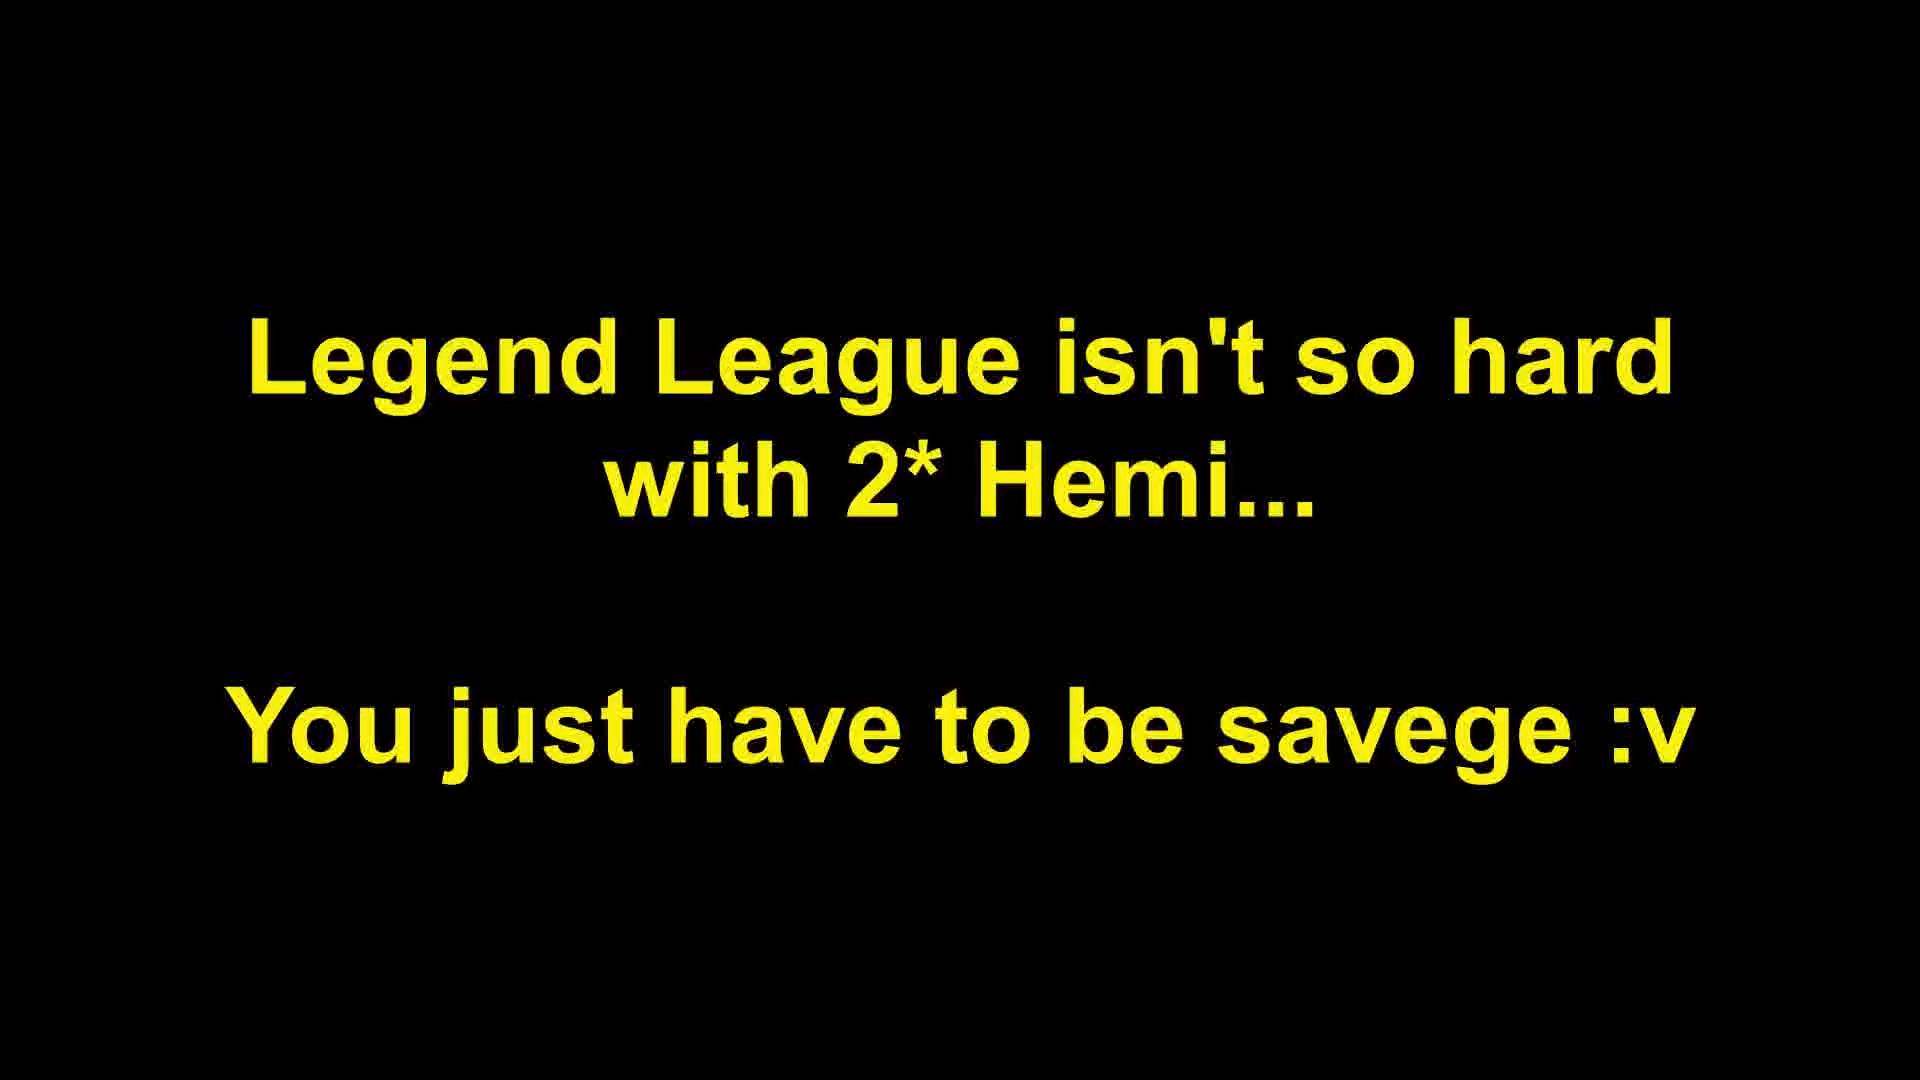 Legend League isn't so hard
with 2* Hemi...
You just have to be savege :v